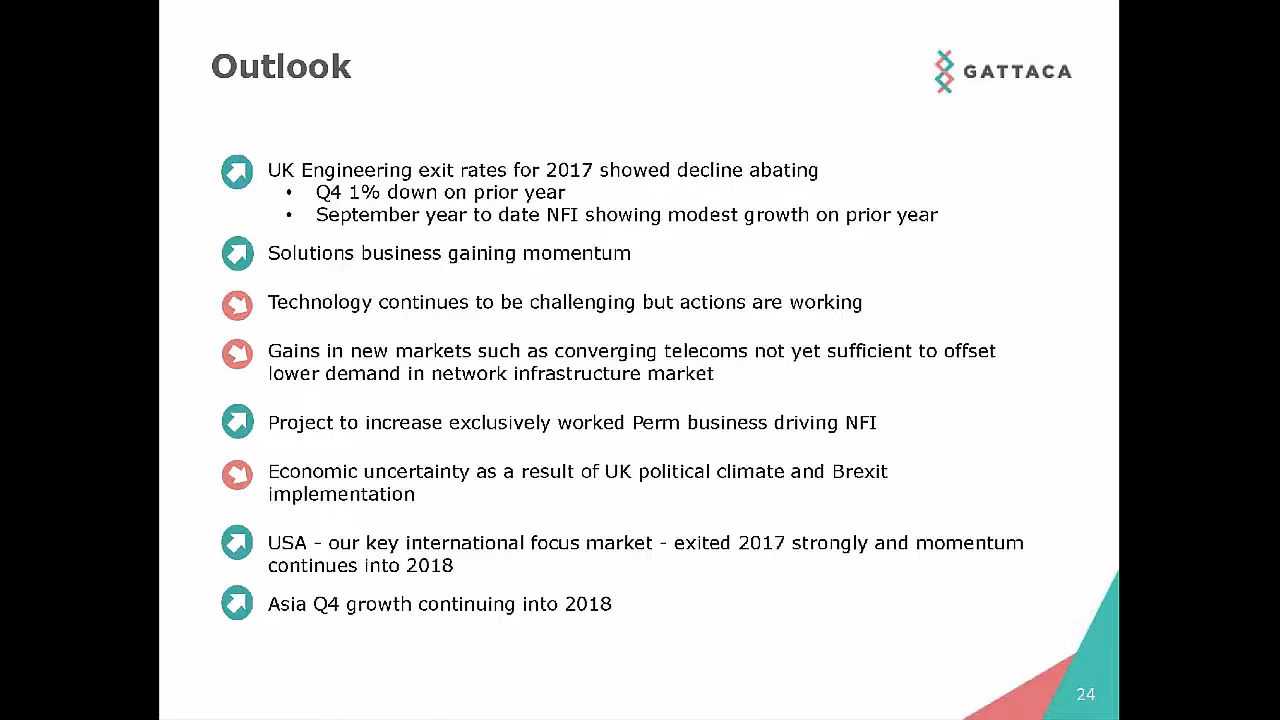 Outlook
GATTACA
UK Engineering exit rates for 2017 showed decline abating
• Q4 1% down on prior year
• September year to date NFI showing modest growth on prior year
Solutions business gaining momentum
Technology continues to be challenging but actions are working
Gains in new markets such as converging telecoms not yet sufficient to offset
lower demand in network infrastructure market
Project to increase exclusively worked Perm business driving NFI
Economic uncertainty as a result of UK political climate and Brexit
implementation
USA - our key international focus market - exited 2017 strongly and momentum
continues into 2018
Asia Q4 growth continuing into 2018
24